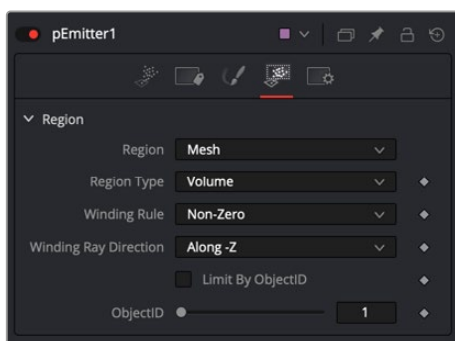 pEmitter1
Region
Region Mesh
Region Type Volume
Winding Rule Non-Zero
Winding Ray Direction Along -Z
Limit By ObjectID
ObjectID 1